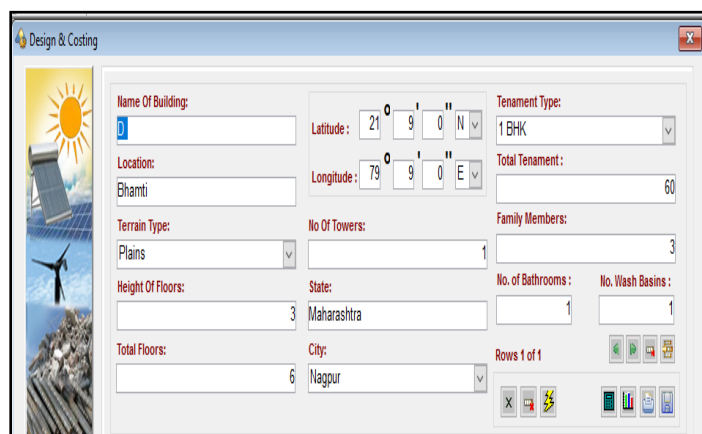 Design & Costing
X
Name Of Building:
D
Location:
Bhamti
Terrain Type:
Plains
Height Of Floors:
3
Total Floors:
6
Latitude : 21 ° 9 ' 0 " N
Longitude : 79 ° 9 ' 0 " E
No Of Towers:
1
State:
Maharashtra
City:
Nagpur
Tenament Type:
1 BHK
Total Tenament :
60
Family Members:
3
No. of Bathrooms : No. Wash Basins :
1 1
Rows 1 of 1
X